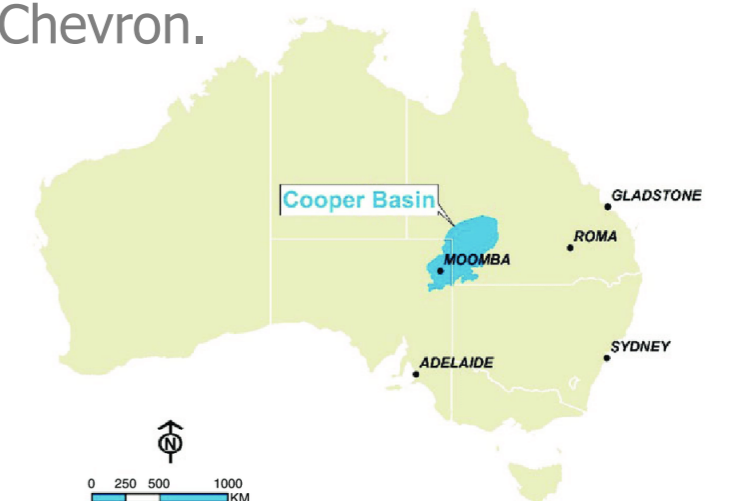 Chevron.
Cooper Basin
GLADSTONE
ROMA
MOOMBA
SYDNEY
ADELAIDE
N
0 250 500 1000
KM